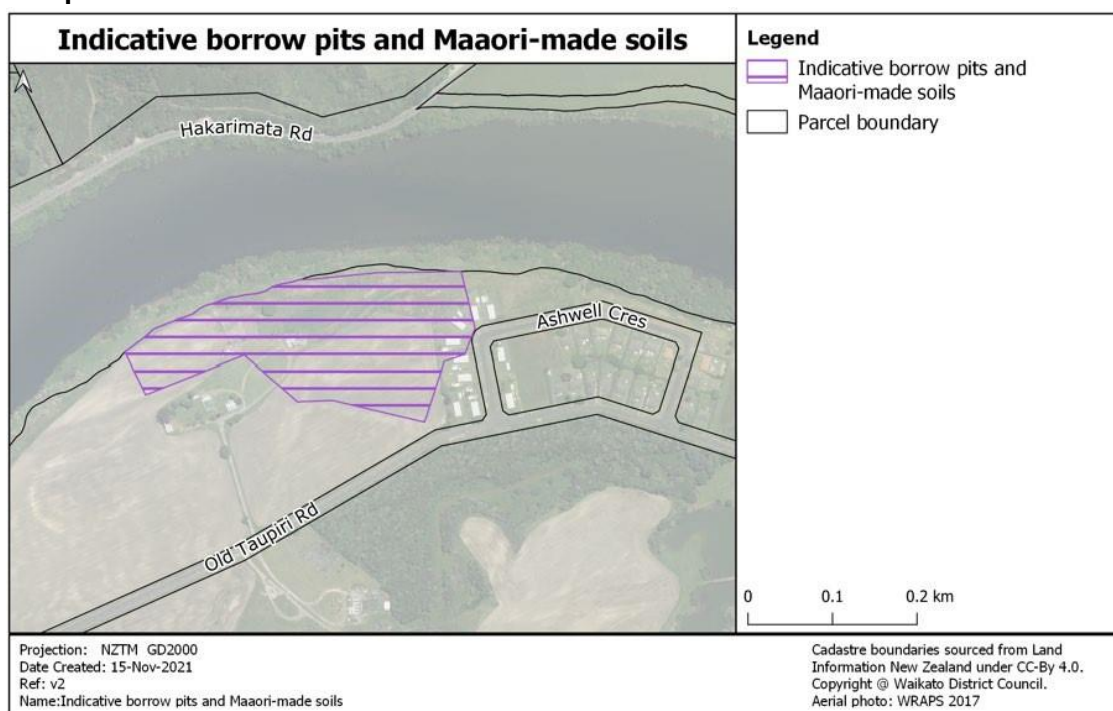 Indicative borrow pits and Maaori-made soils
Legend
Indicative borrow pits and
Maaori-made soils
Parcel boundary
Hakarimata Rd
Ashwell Cres
Old Taupiri Rd
0 0.1 0.2 km
Projection: NZTM GD2000
Date Created: 15-Nov-2021
Ref: v2
Name:Indicative borrow pits and Maaori-made soils
Cadastre boundaries sourced from Land
Information New Zealand under CC-By 4.0.
Copyright @ Waikato District Council.
Aerial photo: WRAPS 2017